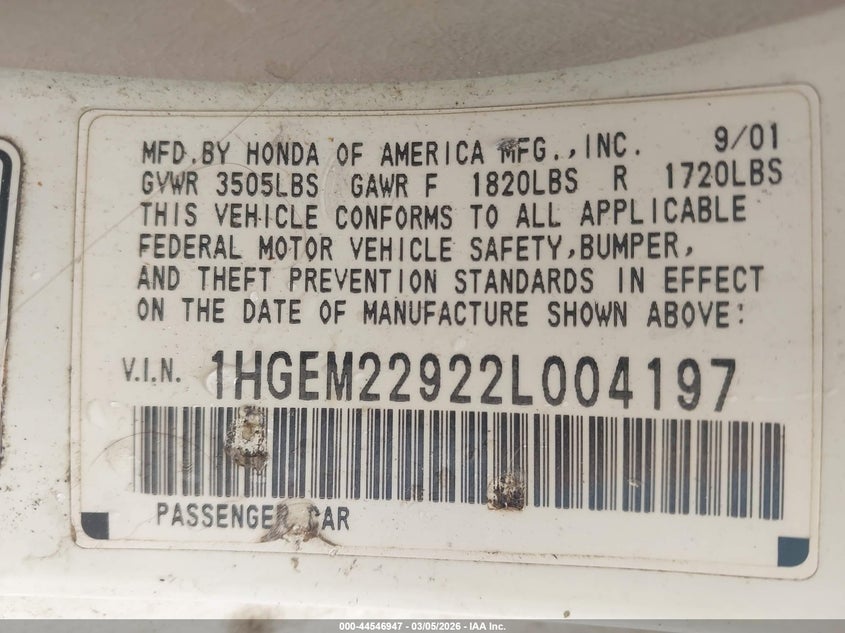 MFD.BY HONDA OF AMERICA MFG.,INC. 9/01
GVWR 3505LBS GAWR F 1820LBS R 1720LBS
THIS VEHICLE CONFORMS TO ALL APPLICABLE
FEDERAL MOTOR VEHICLE SAFETY,BUMPER,
AND THEFT PREVENTION STANDARDS IN EFFECT
ON THE DATE OF MANUFACTURE SHOWN ABOVE:
V.I.N. 1HGEM22922L004197
PASSENGER CAR
000-44546947 - 03/05/2026 - IAA Inc.